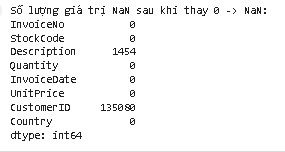 Số lượng giá trị NaN sau khi thay 0 -> NaN:
InvoiceNo 0
StockCode 0
Description 1454
Quantity 0
InvoiceDate 0
UnitPrice 0
CustomerID 135080
Country 0
dtype: int64